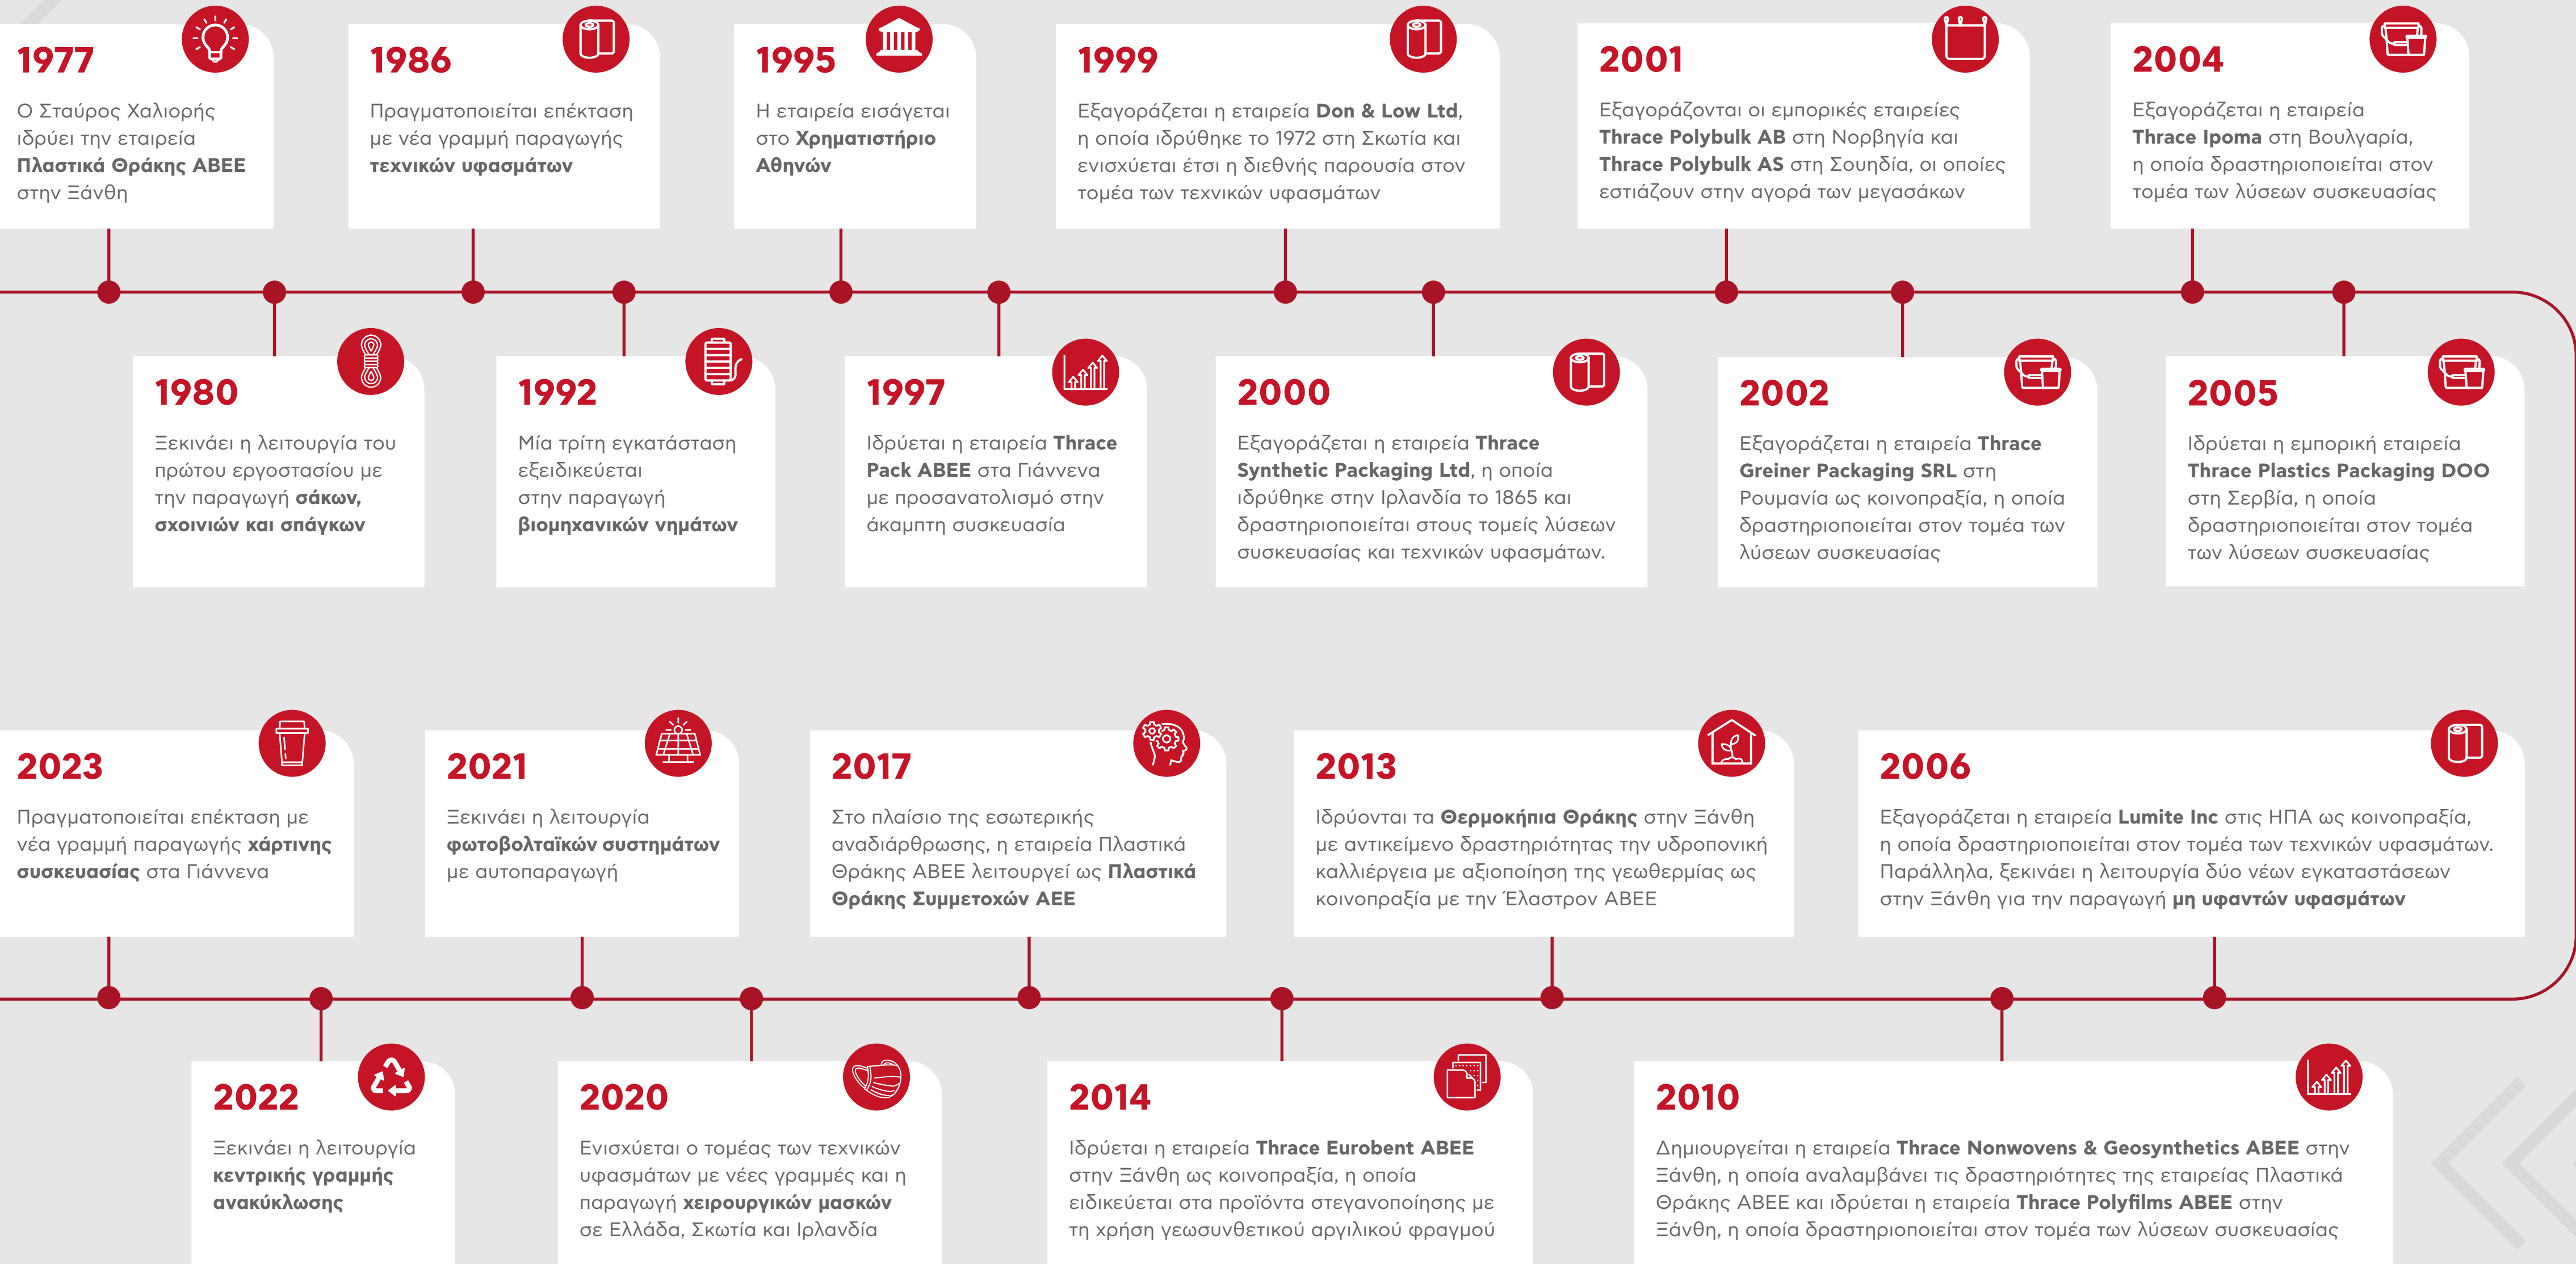 1977
Ο Σταύρος Χαλιορής
ιδρύει την εταιρεία
Πλαστικά Θράκης ΑΒΕΕ
στην Ξάνθη
1980
Ξεκινάει η λειτουργία του
πρώτου εργοστασίου με
την παραγωγή σάκων,
σχοινιών και σπάγκων
1986
Πραγματοποιείται επέκταση
με νέα γραμμή παραγωγής
τεχνικών υφασμάτων
1992
Μία τρίτη εγκατάσταση
εξειδικεύεται
στην παραγωγή
βιομηχανικών νημάτων
1995
Η εταιρεία εισάγεται
στο Χρηματιστήριο
Αθηνών
1997
Ιδρύεται η εταιρεία Thrace
Pack ABEE στα Γιάννενα
με προσανατολισμό στην
άκαμπτη συσκευασία
1999
Εξαγοράζεται η εταιρεία Don & Low Ltd,
η οποία ιδρύθηκε το 1972 στη Σκωτία και
ενισχύεται έτσι η διεθνής παρουσία στον
τομέα των τεχνικών υφασμάτων
2000
Εξαγοράζεται η εταιρεία Thrace
Synthetic Packaging Ltd, η οποία
ιδρύθηκε στην Ιρλανδία το 1865 και
δραστηριοποιείται στους τομείς λύσεων
συσκευασίας και τεχνικών υφασμάτων.
2001
Εξαγοράζονται οι εμπορικές εταιρείες
Thrace Polybulk AB στη Νορβηγία και
Thrace Polybulk AS στη Σουηδία, οι οποίες
εστιάζουν στην αγορά των μεγασάκων
2002
Εξαγοράζεται η εταιρεία Thrace
Greiner Packaging SRL στη
Ρουμανία ως κοινοπραξία, η οποία
δραστηριοποιείται στον τομέα των
λύσεων συσκευασίας
2004
Εξαγοράζεται η εταιρεία
Thrace Ipoma στη Βουλγαρία,
η οποία δραστηριοποιείται στον
τομέα των λύσεων συσκευασίας
2005
Ιδρύεται η εμπορική εταιρεία
Thrace Plastics Packaging DOO
στη Σερβία, η οποία
δραστηριοποιείται στον τομέα
των λύσεων συσκευασίας
2006
Εξαγοράζεται η εταιρεία Lumite Inc στις ΗΠΑ ως κοινοπραξία,
η οποία δραστηριοποιείται στον τομέα των τεχνικών υφασμάτων.
Παράλληλα, ξεκινάει η λειτουργία δύο νέων εγκαταστάσεων
στην Ξάνθη για την παραγωγή μη υφαντών υφασμάτων
2010
Δημιουργείται η εταιρεία Thrace Nonwovens & Geosynthetics ABEE στην
Ξάνθη, η οποία αναλαμβάνει τις δραστηριότητες της εταιρείας Πλαστικά
Θράκης ΑΒΕΕ και ιδρύεται η εταιρεία Thrace Polyfilms ABEE στην
Ξάνθη, η οποία δραστηριοποιείται στον τομέα των λύσεων συσκευασίας
2013
Ιδρύονται τα Θερμοκήπια Θράκης στην Ξάνθη
με αντικείμενο δραστηριότητας την υδροπονική
καλλιέργεια με αξιοποίηση της γεωθερμίας ως
κοινοπραξία με την Έλαστρον ΑΒΕΕ
2014
Ιδρύεται η εταιρεία Thrace Eurobent ABEE
στην Ξάνθη ως κοινοπραξία, η οποία
ειδικεύεται στα προϊόντα στεγανοποίησης με
τη χρήση γεωσυνθετικού αργιλικού φραγμού
2017
Στο πλαίσιο της εσωτερικής
αναδιάρθρωσης, η εταιρεία Πλαστικά
Θράκης ΑΒΕΕ λειτουργεί ως Πλαστικά
Θράκης Συμμετοχών ΑΕΕ
2020
Ενισχύεται ο τομέας των τεχνικών
υφασμάτων με νέες γραμμές και η
παραγωγή χειρουργικών μασκών
σε Ελλάδα, Σκωτία και Ιρλανδία
2021
Ξεκινάει η λειτουργία
φωτοβολταϊκών συστημάτων
με αυτοπαραγωγή
2022
Ξεκινάει η λειτουργία
κεντρικής γραμμής
ανακύκλωσης
2023
Πραγματοποιείται επέκταση με
νέα γραμμή παραγωγής χάρτινης
συσκευασίας στα Γιάννενα